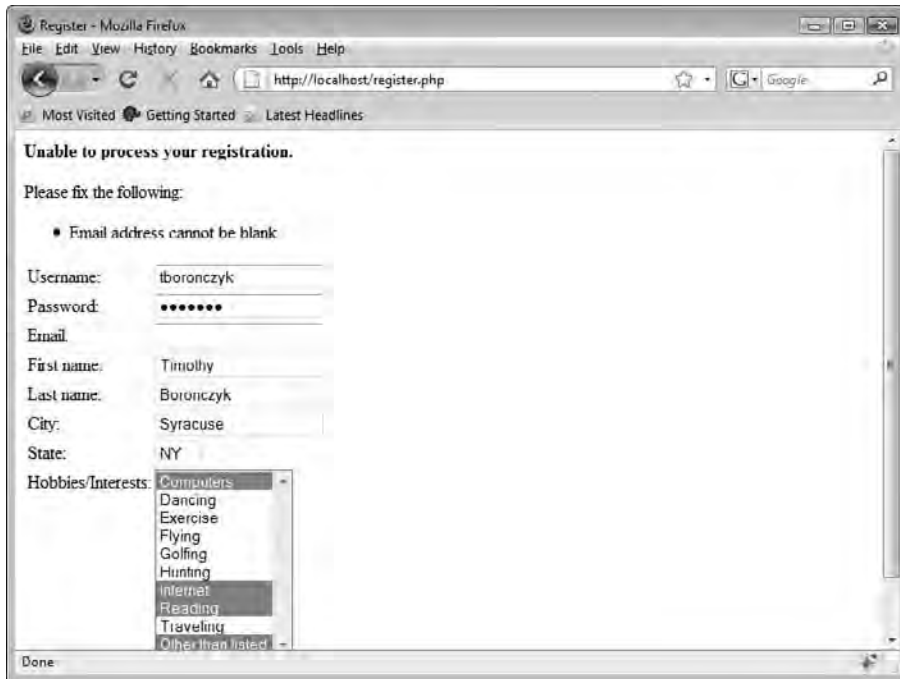 Register - Mozilla Firefox
File Edit View History Bookmarks Tools Help
http://localhost/register.php
Google
Most Visited Getting Started Latest Headlines
Unable to process your registration.
Please fix the following:
• Email address cannot be blank
Username: tboronczyk
Password: •••••••
Email:
First name: Timothy
Last name: Boronczyk
City: Syracuse
State: NY
Hobbies/Interests: Computers
Dancing
Exercise
Flying
Golfing
Hunting
Internet
Reading
Traveling
Other than listed
Done